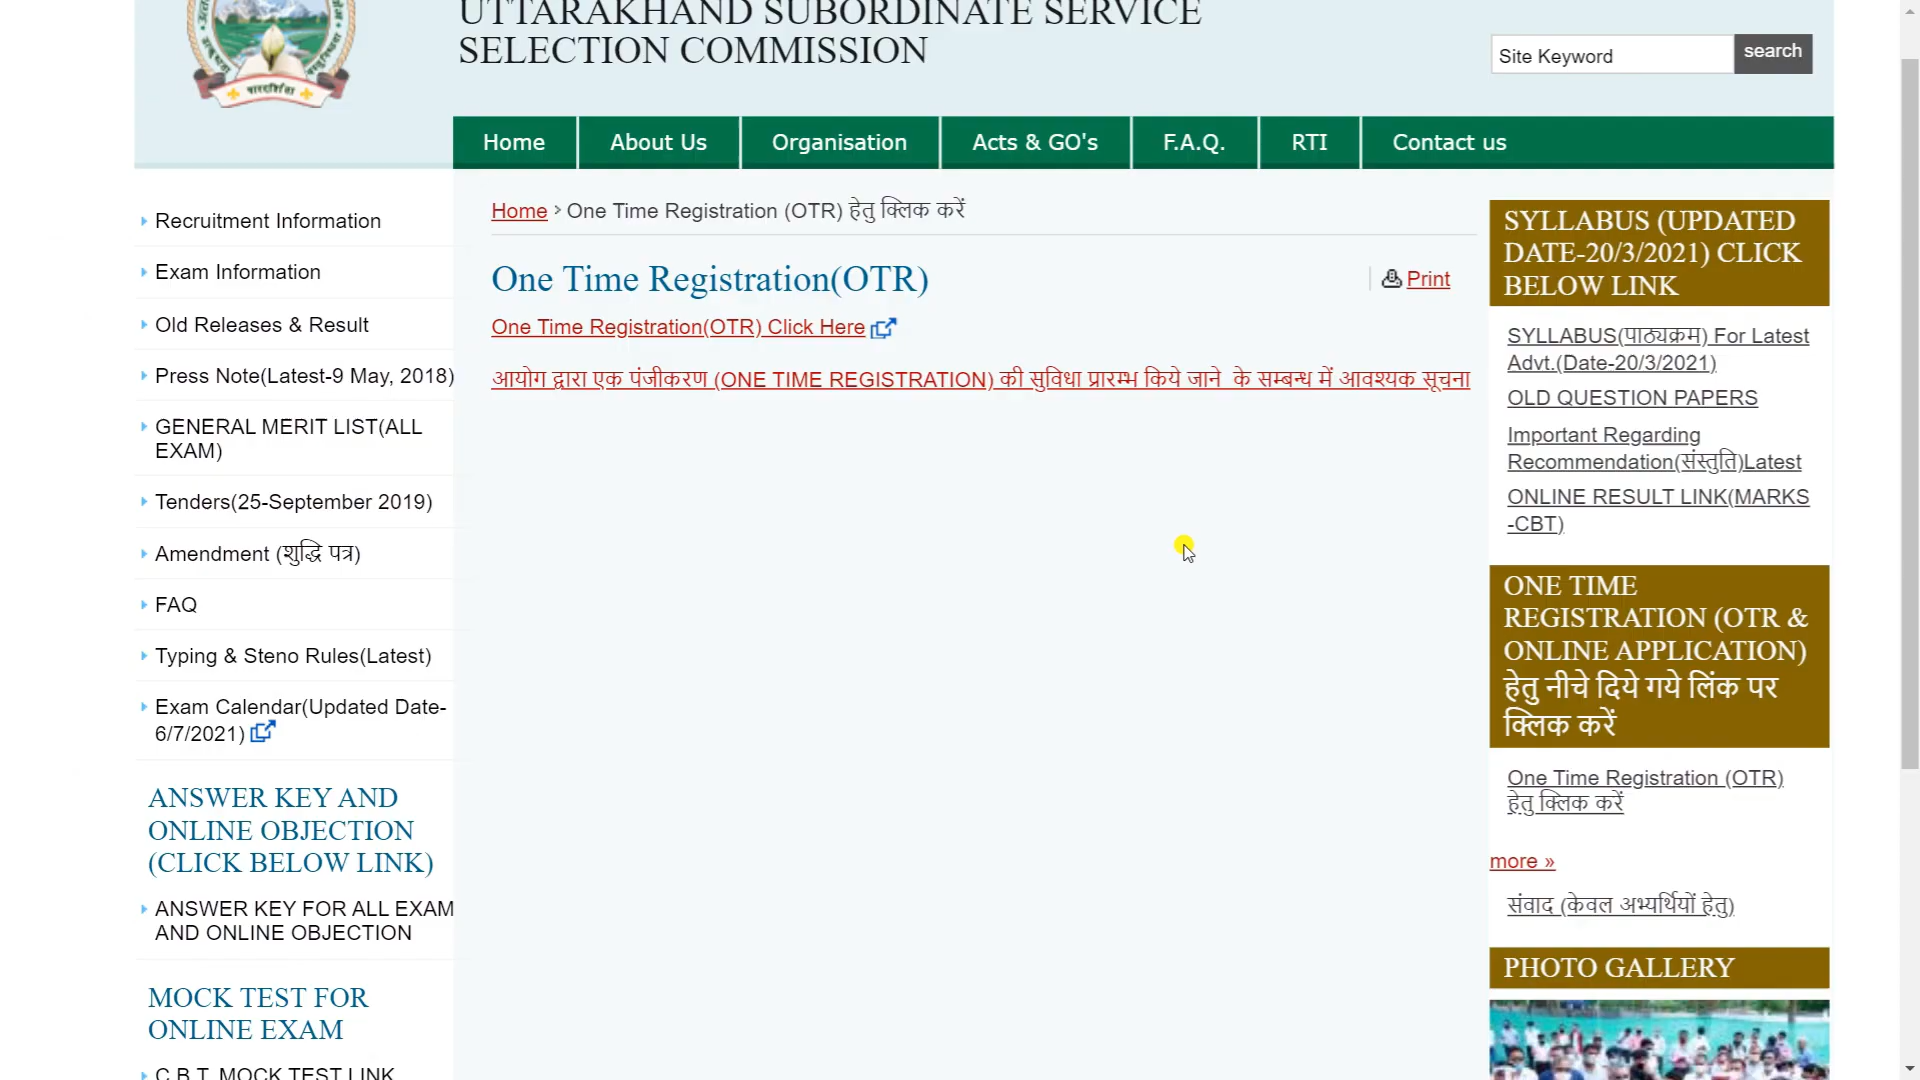 UTTARAKHAND SUBORDINATE SERVICE
SELECTION COMMISSION
पारदर्शिता
Site Keyword
search
Home
About Us
Organisation
Acts & GO's
F.A.Q.
RTI
Contact us
Recruitment Information
Exam Information
Old Releases & Result
Press Note(Latest-9 May, 2018)
GENERAL MERIT LIST(ALL
EXAM)
Tenders(25-September 2019)
Amendment (शुद्धि पत्र)
FAQ
Typing & Steno Rules(Latest)
Exam Calendar(Updated Date-
6/7/2021)
ANSWER KEY AND
ONLINE OBJECTION
(CLICK BELOW LINK)
ANSWER KEY FOR ALL EXAM
AND ONLINE OBJECTION
MOCK TEST FOR
ONLINE EXAM
C.B.T. MOCK TEST LINK
Home > One Time Registration (OTR) हेतु क्लिक करें
One Time Registration(OTR)
Print
One Time Registration(OTR) Click Here
आयोग द्वारा एक पंजीकरण (ONE TIME REGISTRATION) की सुविधा प्रारम्भ किये जाने के सम्बन्ध में आवश्यक सूचना
SYLLABUS (UPDATED
DATE-20/3/2021) CLICK
BELOW LINK
SYLLABUS(पाठ्यक्रम) For Latest
Advt.(Date-20/3/2021)
OLD QUESTION PAPERS
Important Regarding
Recommendation(संस्तुति)Latest
ONLINE RESULT LINK(MARKS
-CBT)
ONE TIME
REGISTRATION (OTR &
ONLINE APPLICATION)
हेतु नीचे दिये गये लिंक पर
क्लिक करें
One Time Registration (OTR)
हेतु क्लिक करें
more »
संवाद (केवल अभ्यर्थियों हेतु)
PHOTO GALLERY